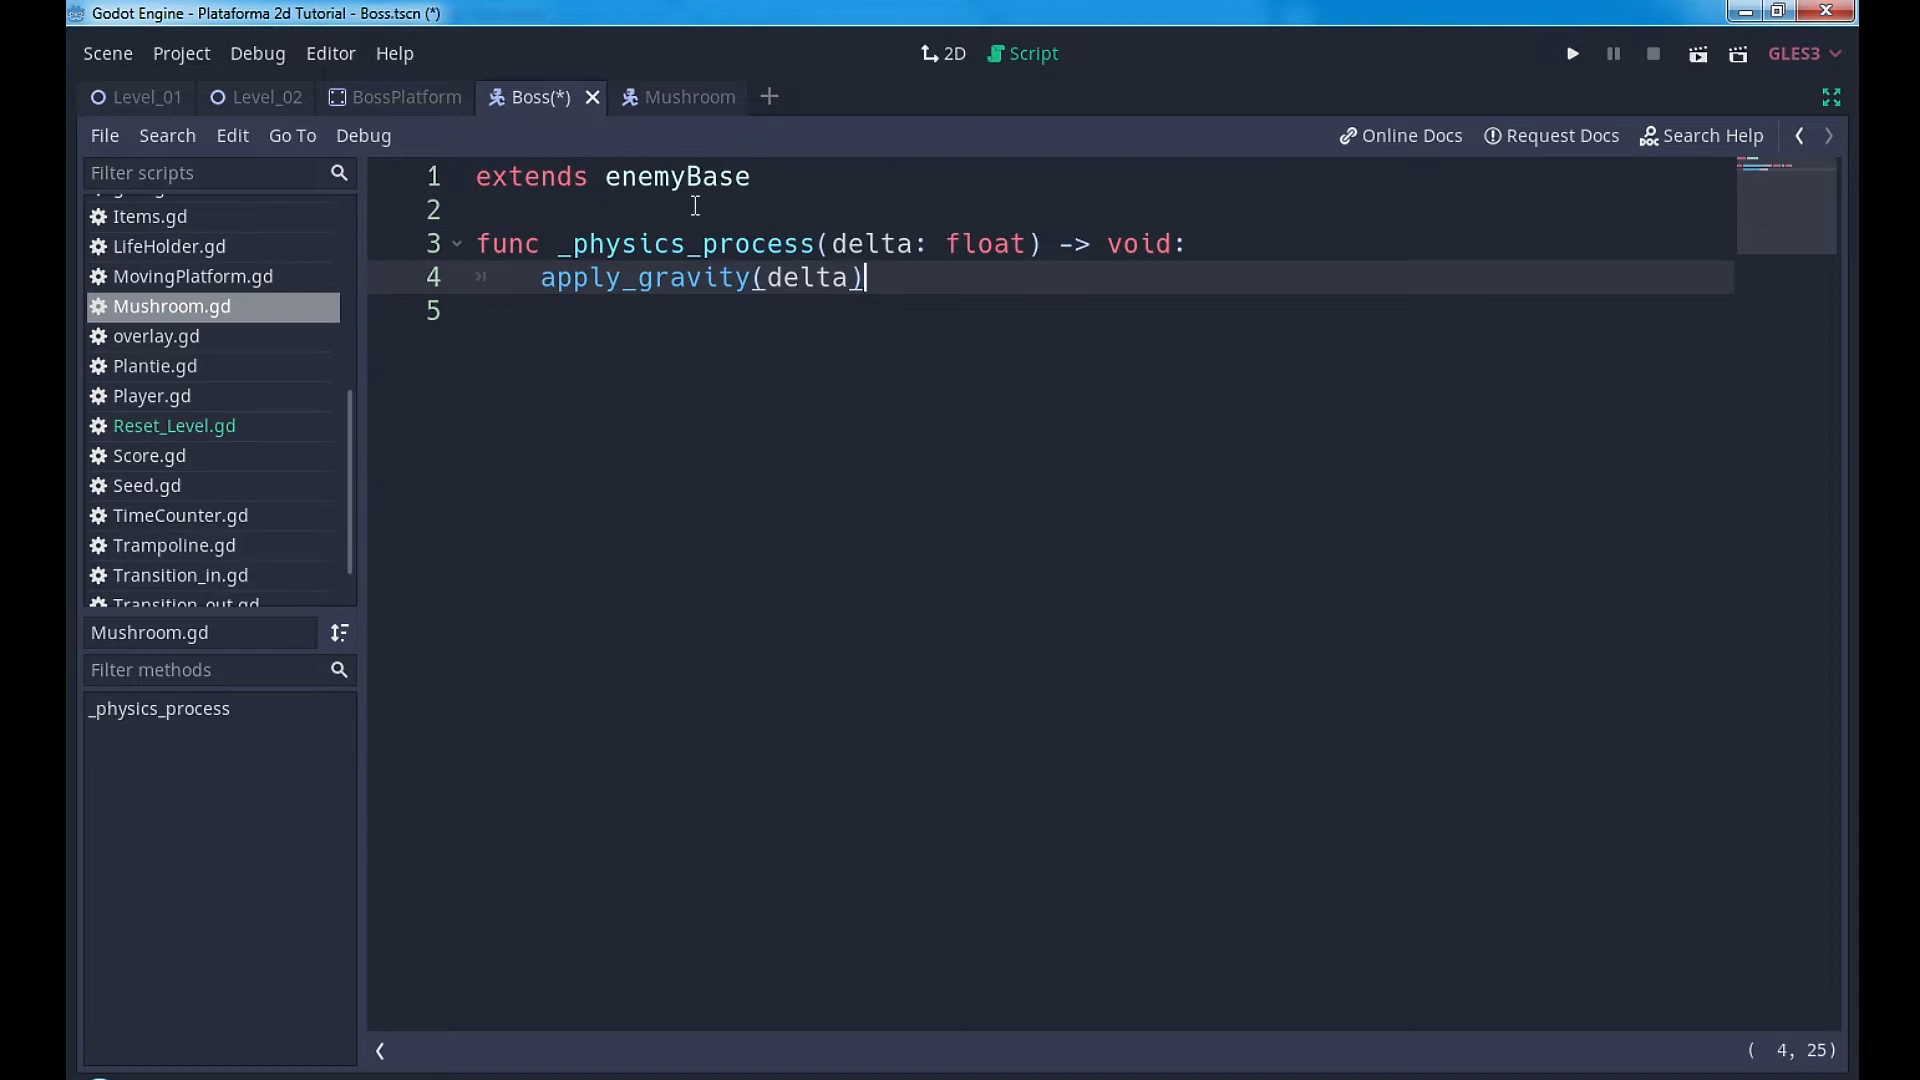 Godot Engine - Plataforma 2d Tutorial - Boss.tscn (*)
Scene Project Debug Editor Help 2D Script GLES3
Level_01 Level_02 BossPlatform Boss(*) Mushroom
File Search Edit Go To Debug Online Docs Request Docs Search Help
Filter scripts
Items.gd
LifeHolder.gd
MovingPlatform.gd
Mushroom.gd
overlay.gd
Plantie.gd
Player.gd
Reset_Level.gd
Score.gd
Seed.gd
TimeCounter.gd
Trampoline.gd
Transition_in.gd
Transition_out.gd
Mushroom.gd
Filter methods
_physics_process
1 extends enemyBase
2
3 func _physics_process(delta: float) -> void:
4 apply_gravity(delta)
5
( 4, 25)